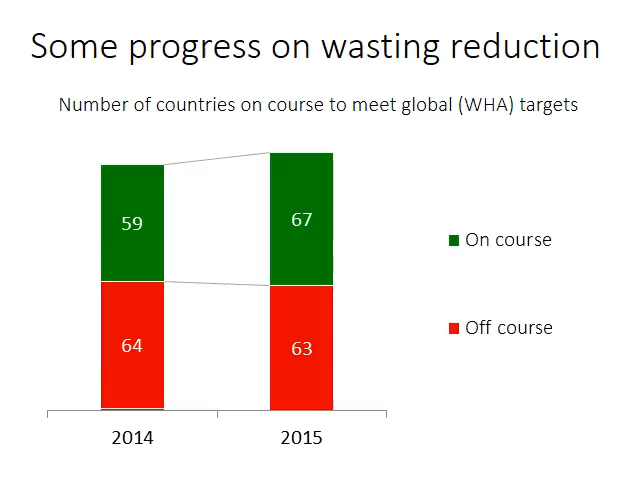 Some progress on wasting reduction
Number of countries on course to meet global (WHA) targets
59
67
On course
Off course
64
63
2014
2015